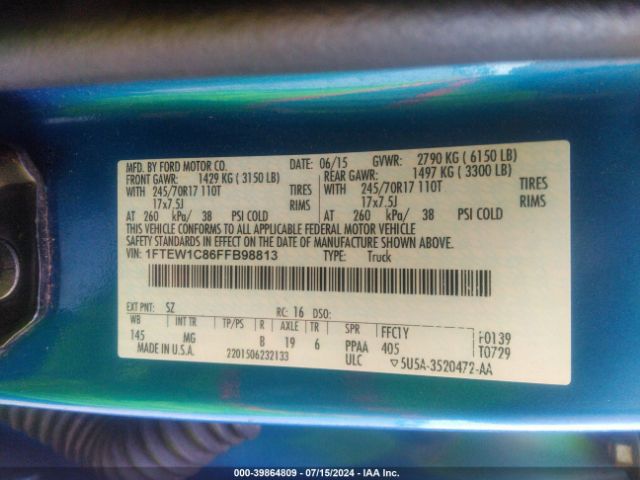 MFD. BY FORD MOTOR CO. DATE: 06/15 GVWR: 2790 KG ( 6150 LB)
FRONT GAWR: 1429 KG ( 3150 LB) REAR GAWR: 1497 KG ( 3300 LB)
WITH 245/70R17 110T TIRES WITH 245/70R17 110T TIRES
17x7.5J RIMS 17x7.5J RIMS
AT 260 kPa/ 38 PSI COLD AT 260 kPa/ 38 PSI COLD
THIS VEHICLE CONFORMS TO ALL APPLICABLE FEDERAL MOTOR VEHICLE
SAFETY STANDARDS IN EFFECT ON THE DATE OF MANUFACTURE SHOWN ABOVE.
VIN: 1FTEW1C86FFB98813 TYPE: Truck
EXT PNT: SZ RC: 16 DSO:
WB INT TR TP/PS R AXLE TR SPR FFC1Y F0139
145 MG B 19 6 PPAA 405 T0729
MADE IN U.S.A. 2201506232133 ULC ▽5U5A-3520472-AA
000-39864809 - 07/15/2024 - IAA Inc.